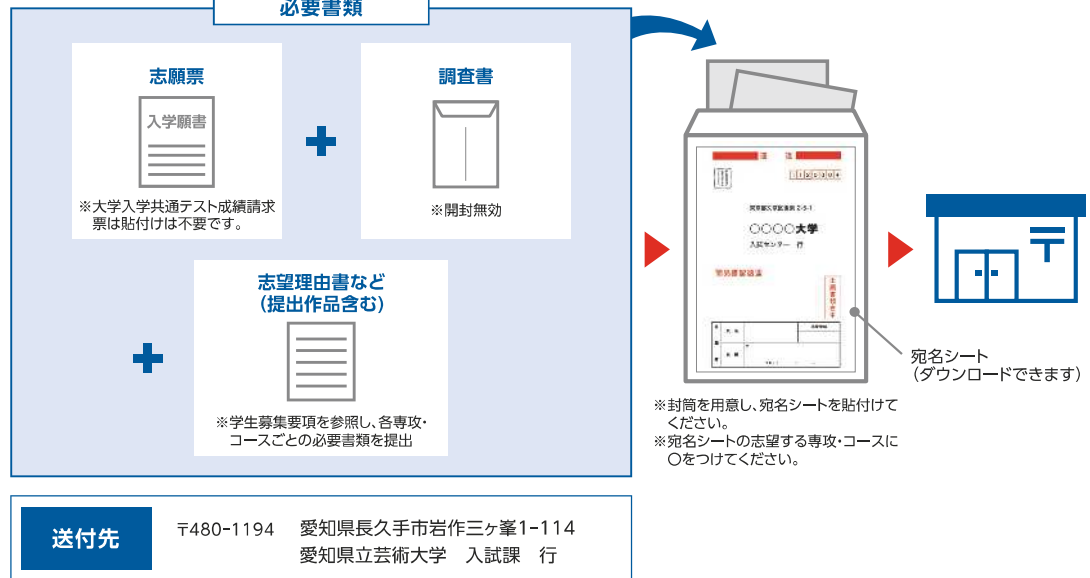 必要書類
志願票
入学願書
※大学入学共通テスト成績請求
票は貼付けは不要です。
調査書
※開封無効
志望理由書など
(提出作品含む)
※学生募集要項を参照し、各専攻・
コースごとの必要書類を提出
○○○○大学
入試センター 行
宛名シート
(ダウンロードできます)
※封筒を用意し、宛名シートを貼付けて
ください。
※宛名シートの志望する専攻・コースに
○をつけてください。
送付先
〒480-1194 愛知県長久手市岩作三ヶ峯1-114
愛知県立芸術大学 入試課 行